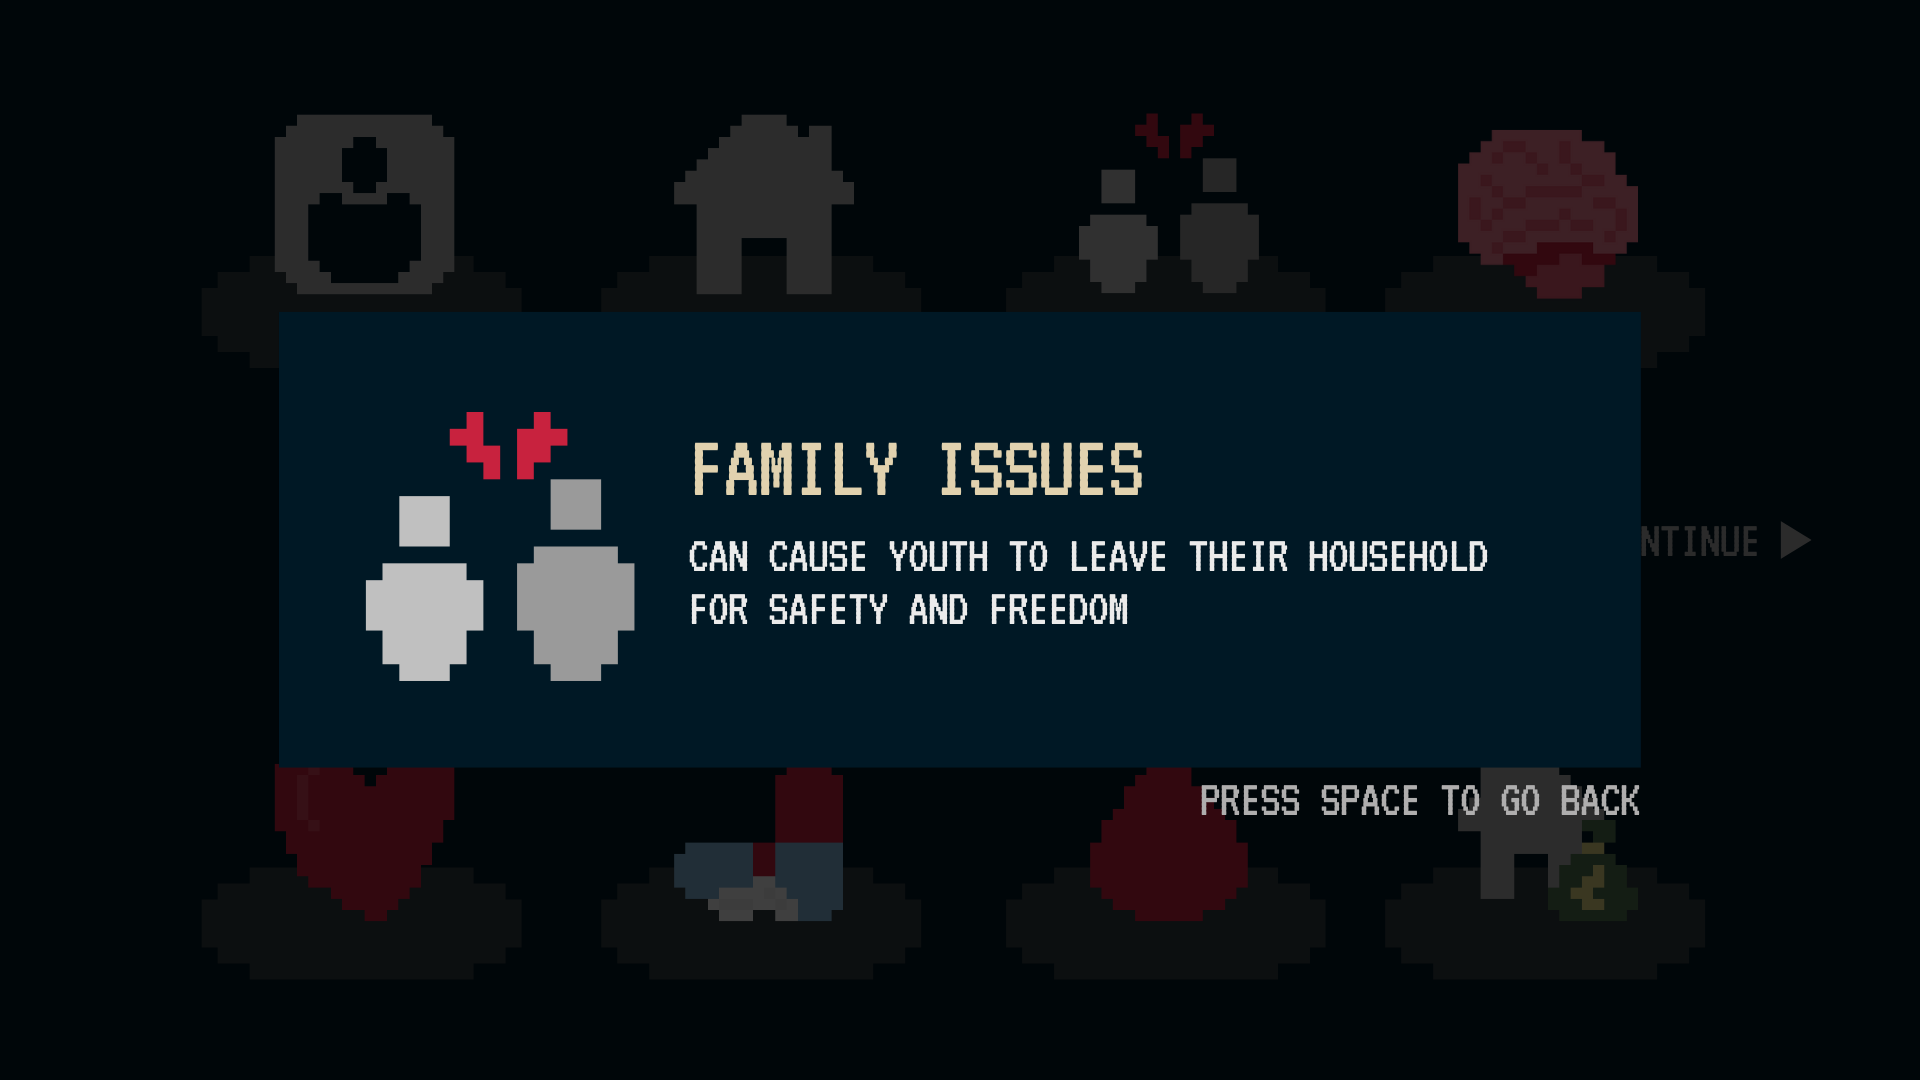 FAMILY ISSUES
CAN CAUSE YOUTH TO LEAVE THEIR HOUSEHOLD
FOR SAFETY AND FREEDOM
NTINUE
PRESS SPACE TO GO BACK